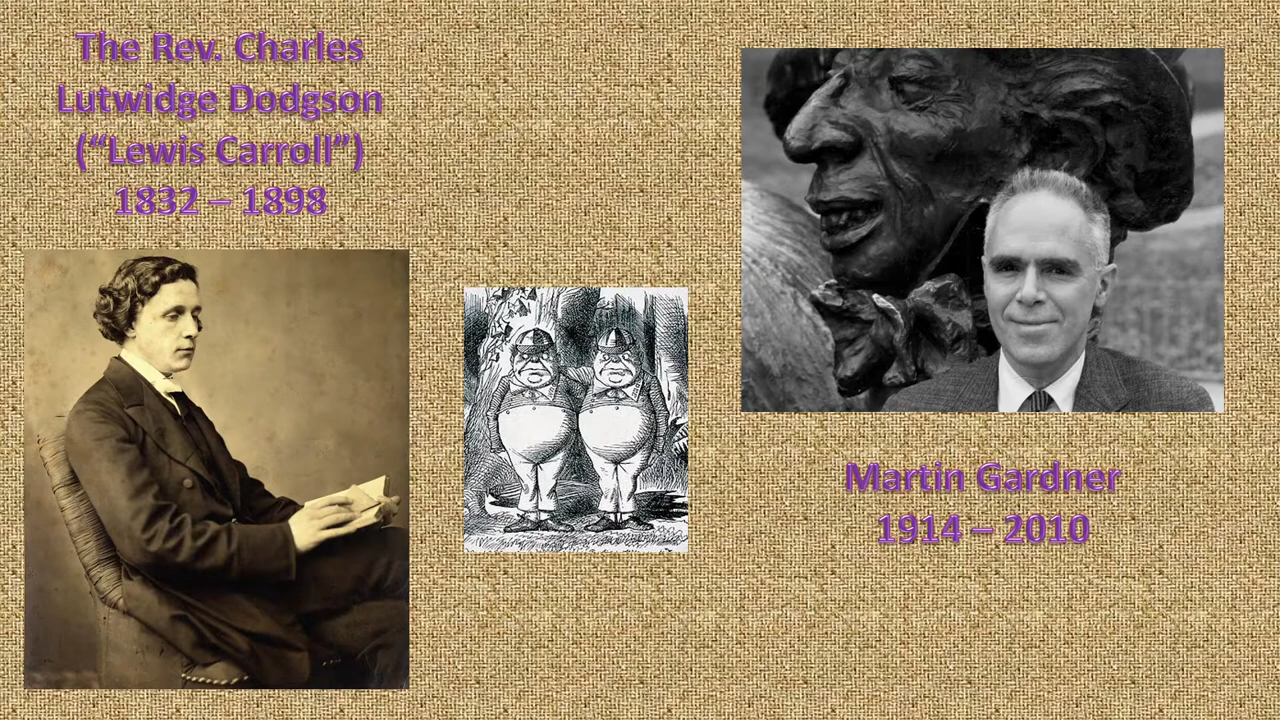 The Rev. Charles
Lutwidge Dodgson
(“Lewis Carroll”)
1832 – 1898
Martin Gardner
1914 – 2010